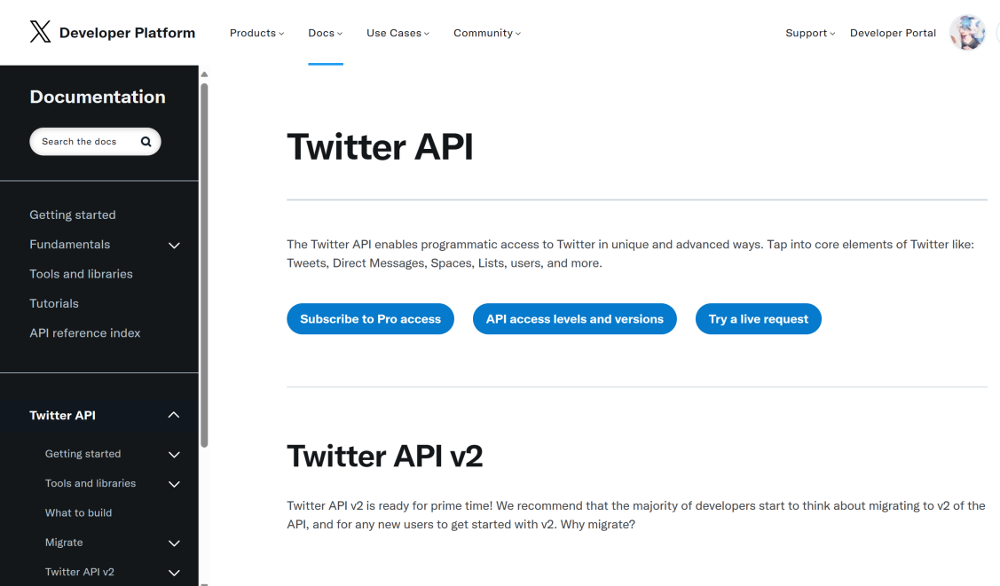 Developer Platform
Products
Docs
Use Cases
Community
Support
Developer Portal
Documentation
Search the docs
Getting started
Fundamentals
Tools and libraries
Tutorials
API reference index
Twitter API
Getting started
Tools and libraries
What to build
Migrate
Twitter API v2
Twitter API
The Twitter API enables programmatic access to Twitter in unique and advanced ways. Tap into core elements of Twitter like:
Tweets, Direct Messages, Spaces, Lists, users, and more.
Subscribe to Pro access
API access levels and versions
Try a live request
Twitter API v2
Twitter API v2 is ready for prime time! We recommend that the majority of developers start to think about migrating to v2 of the
API, and for any new users to get started with v2. Why migrate?